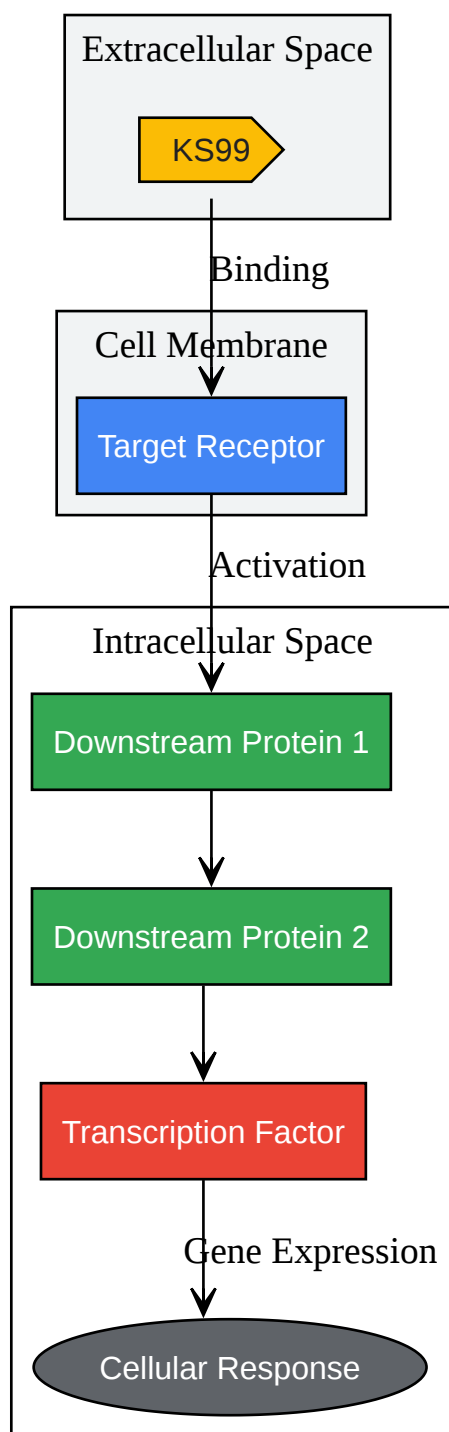 Extracellular Space
KS99
Binding
Cell Membrane
Target Receptor
Activation
Intracellular Space
Downstream Protein 1
Downstream Protein 2
Transcription Factor
Gene Expression
Cellular Response